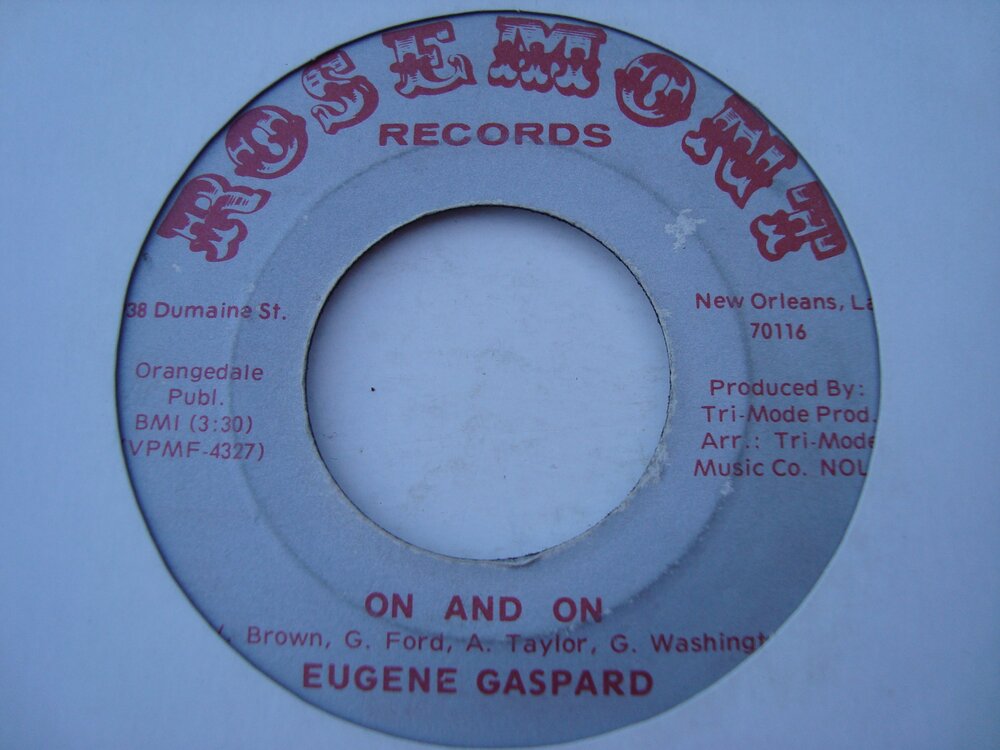 ROSEMONT
RECORDS
38 Dumaine St.
Orangedale
Publ.
BMI (3:30)
(VPMF-4327)
New Orleans, La
70116
Produced By:
Tri-Mode Prod.
Arr.: Tri-Mode
Music Co. NOL
ON AND ON
Brown, G. Ford, A. Taylor, G. Washingt
EUGENE GASPARD